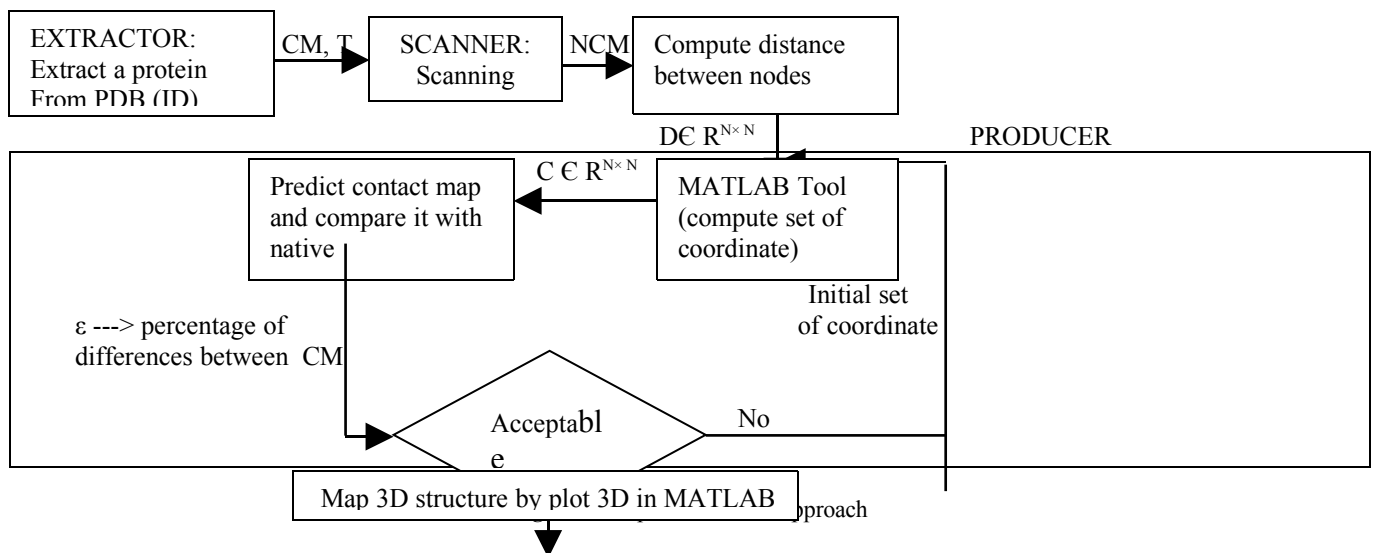 EXTRACTOR:
Extract a protein
From PDB (ID)
CM, T
SCANNER:
Scanning
NCM
Compute distance
between nodes
DЄ R^N× N
PRODUCER
Predict contact map
and compare it with
native
C Є R^N× N
MATLAB Tool
(compute set of
coordinate)
Initial set
of coordinate
ε ---> percentage of
differences between CM
Acceptabl
e
No
Map 3D structure by plot 3D in MATLAB
pproach